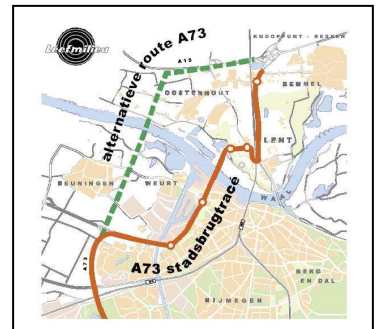 Leefmilieu
alternatieve route A73
KNOOPPUNT - RESSEN
A15
OOSTERHOUT
BEMMEL
LENT
BEUNINGEN
WEURT
WAAL
A73 stadsbrugtracé
A73
BERG
EN DAL
NIJMEGEN